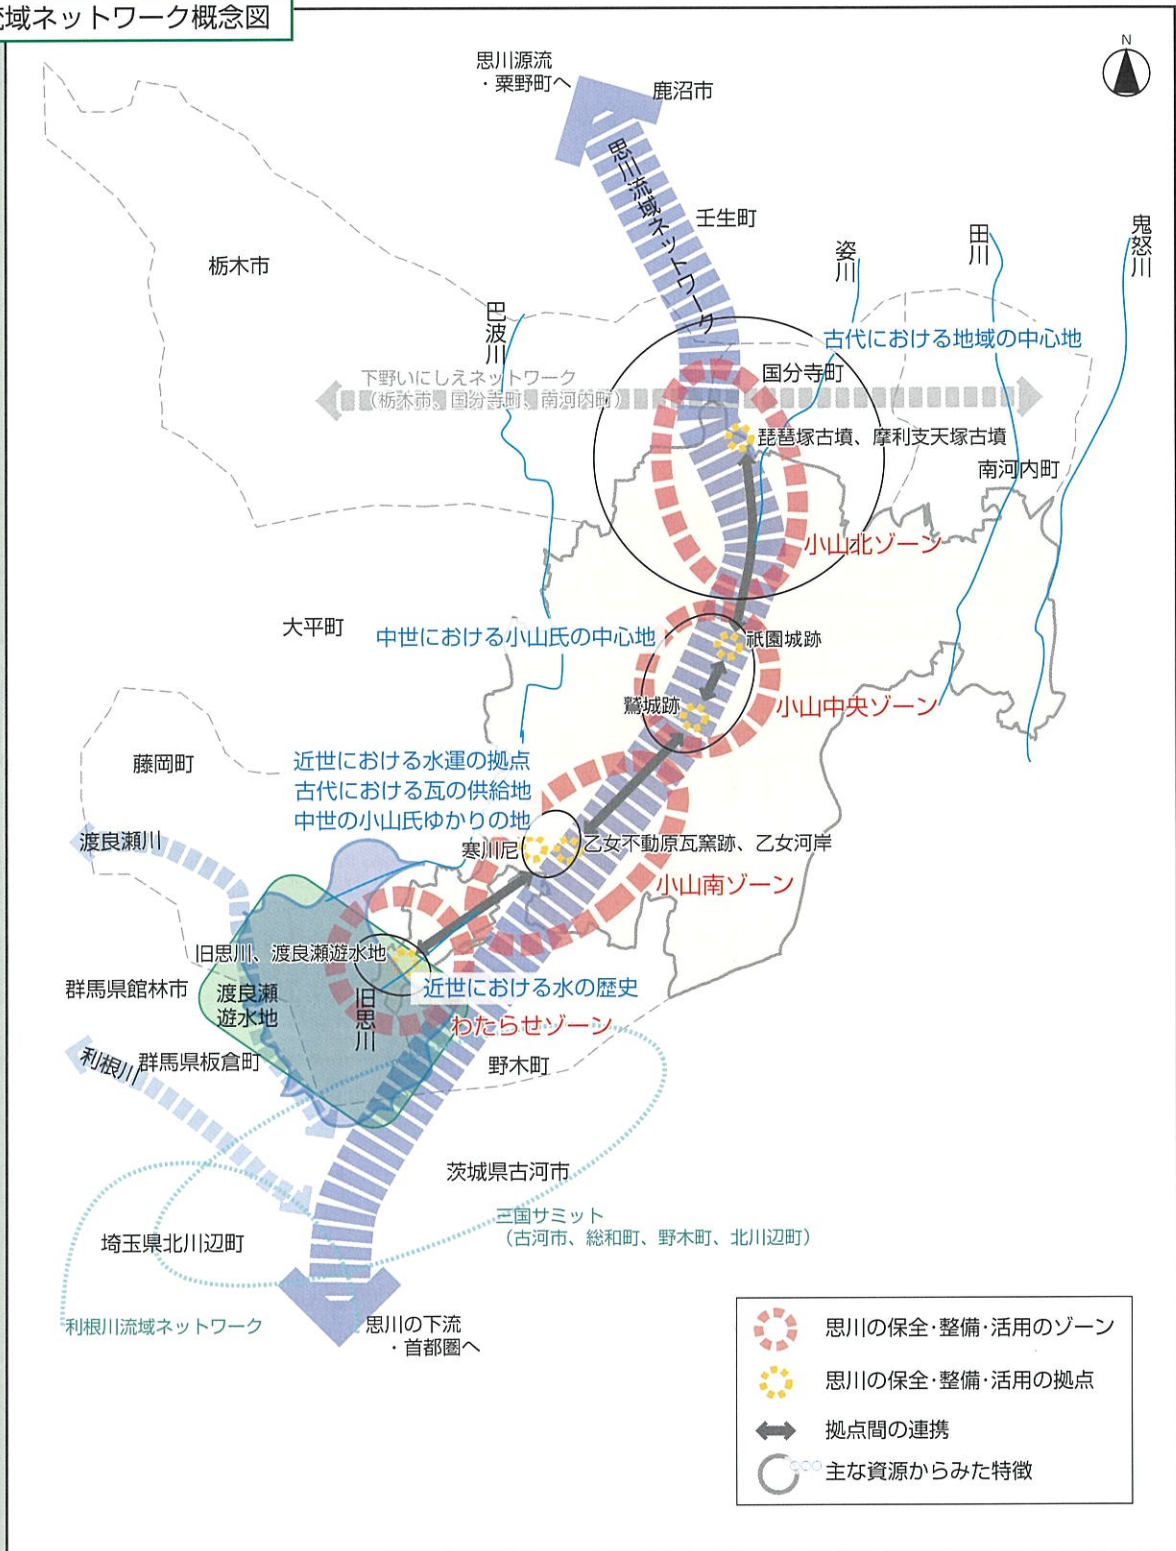 流域ネットワーク概念図
N
思川源流
・粟野町へ
鹿沼市
思川流域ネットワーク
壬生町
栃木市
巴波川
姿川
田川
鬼怒川
古代における地域の中心地
下野いにしえネットワーク
（栃木市、国分寺町、南河内町）
国分寺町
琵琶塚古墳、摩利支天塚古墳
南河内町
小山北ゾーン
大平町
中世における小山氏の中心地
祇園城跡
鷲城跡
小山中央ゾーン
藤岡町
近世における水運の拠点
古代における瓦の供給地
中世の小山氏ゆかりの地
渡良瀬川
寒川尼
乙女不動原瓦窯跡、乙女河岸
小山南ゾーン
旧思川、渡良瀬遊水地
群馬県館林市
渡良瀬
遊水地
旧思川
近世における水の歴史
わたらせゾーン
利根川
群馬県板倉町
野木町
茨城県古河市
三国サミット
（古河市、総和町、野木町、北川辺町）
埼玉県北川辺町
利根川流域ネットワーク
思川の下流
・首都圏へ
思川の保全・整備・活用のゾーン
思川の保全・整備・活用の拠点
拠点間の連携
○○○主な資源からみた特徴